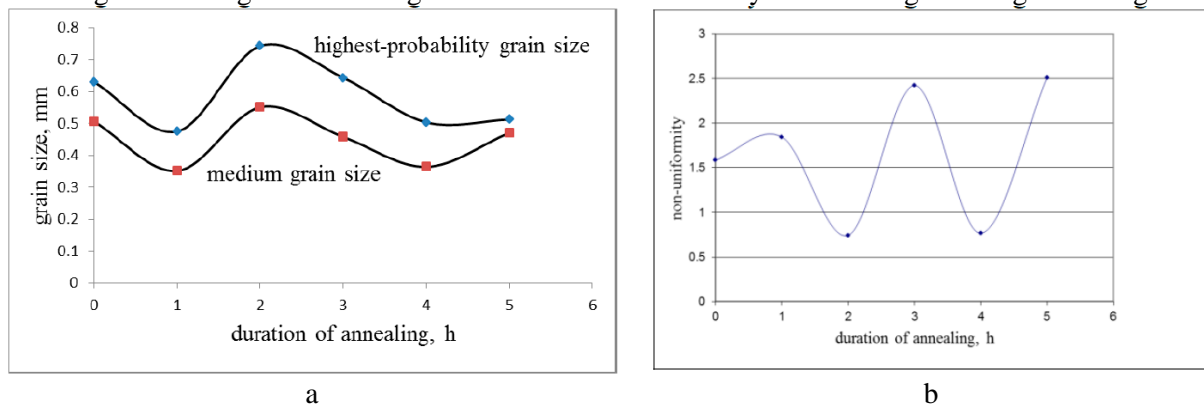 0.8
0.7
0.6
0.5
0.4
0.3
0.2
0.1
0
grain size, mm
highest-probability grain size
medium grain size
0 1 2 3 4 5 6
duration of annealing, h
a
3
2.5
2
1.5
1
0.5
0
non-uniformity
0 1 2 3 4 5 6
duration of annealing, h
b